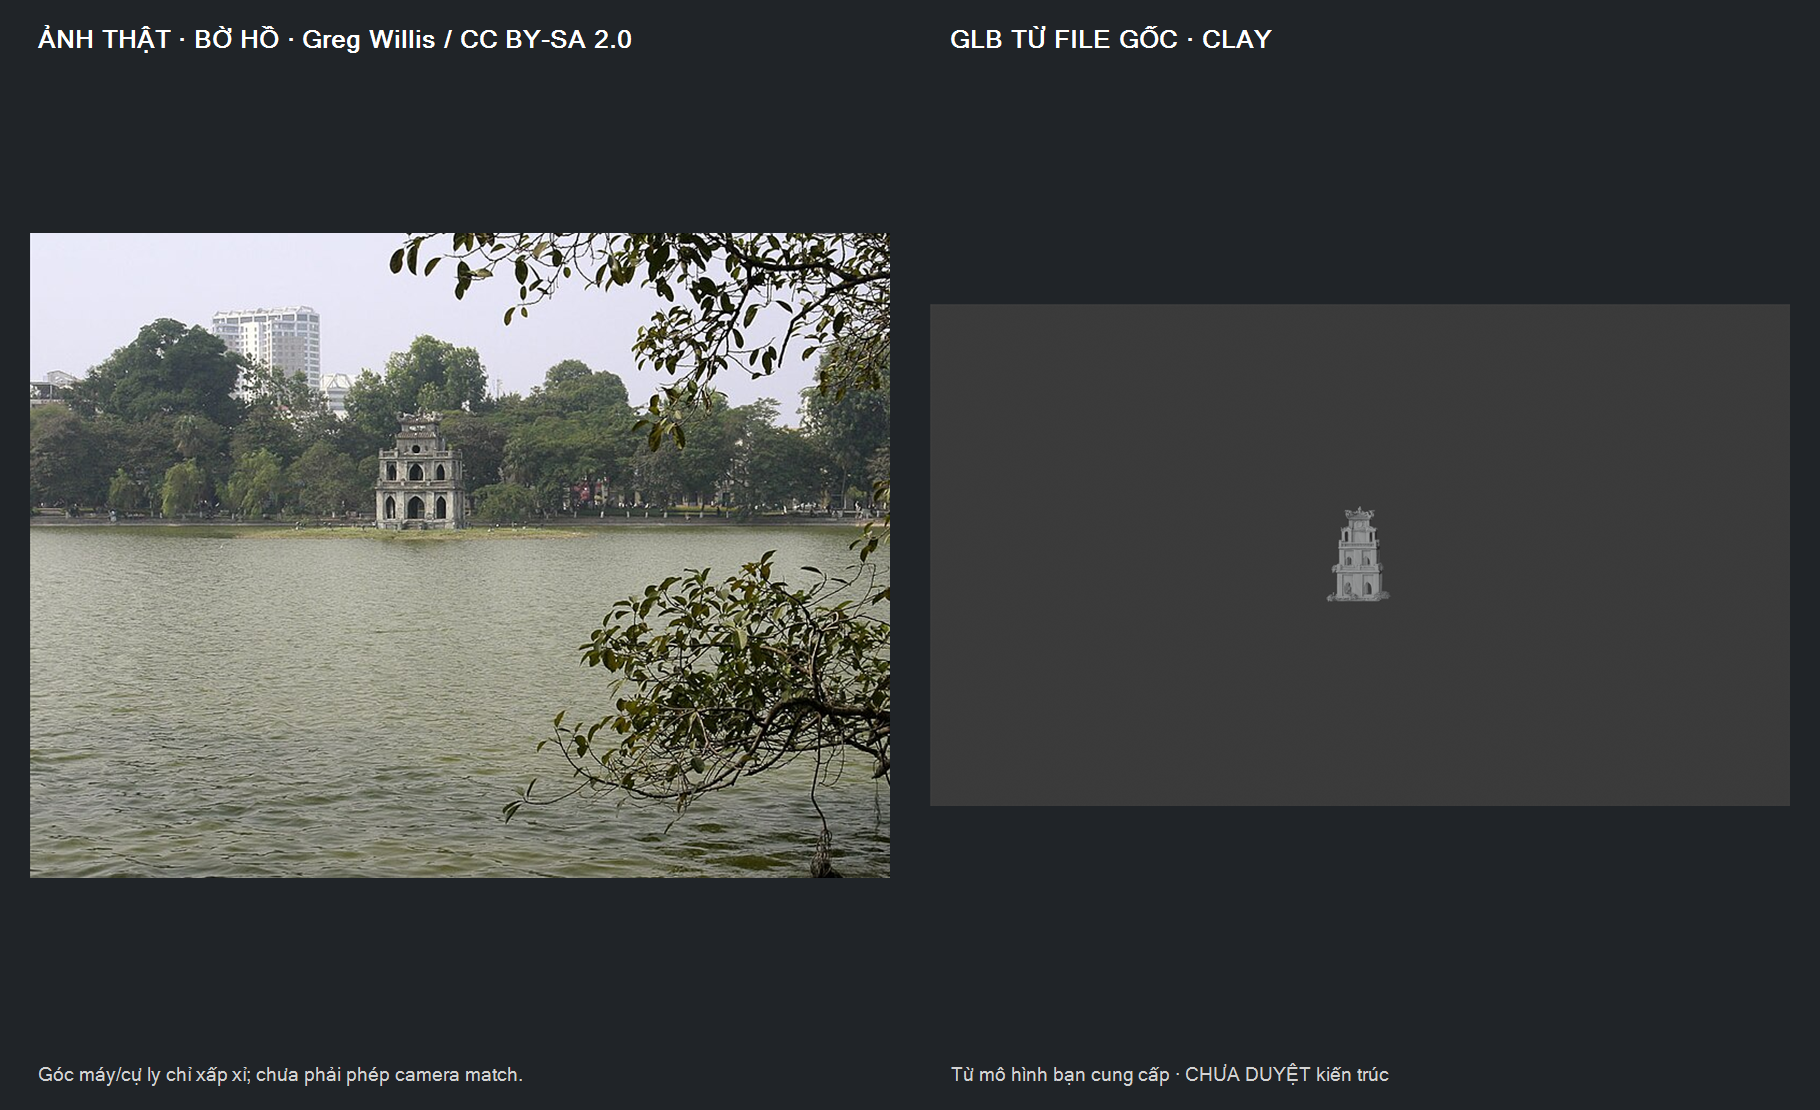 ẢNH THẬT · BỜ HỒ · Greg Willis / CC BY-SA 2.0
GLB TỪ FILE GỐC · CLAY
Góc máy/cự ly chỉ xấp xỉ; chưa phải phép camera match.
Từ mô hình bạn cung cấp · CHƯA DUYỆT kiến trúc